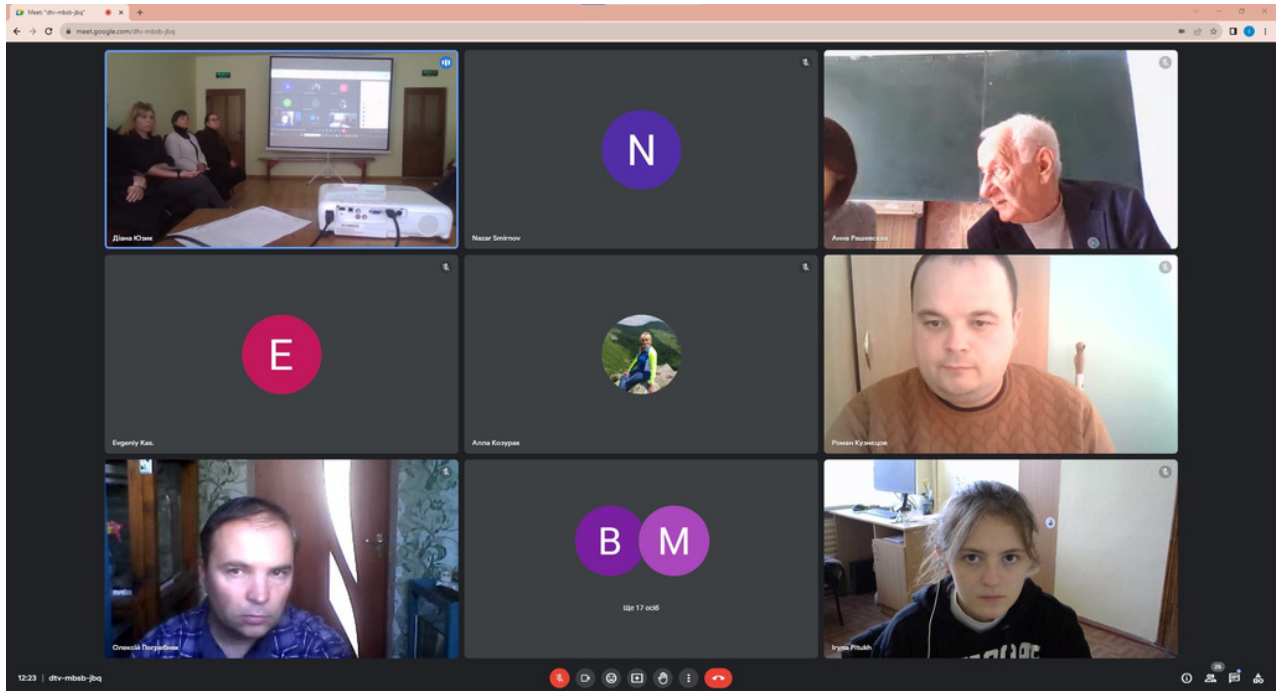 Meet: "dtv-mbsb-jbq"
meet.google.com/dtv-mbsb-jbq
Діана Юзик
N
Nazar Smirnov
Анна Рашевская
E
Evgeniy Kas.
Алла Козурак
Роман Кузнєцов
Олексій Погребняк
B M
Ще 17 осіб
Iryna Pitukh
12:23 | dtv-mbsb-jbq
26